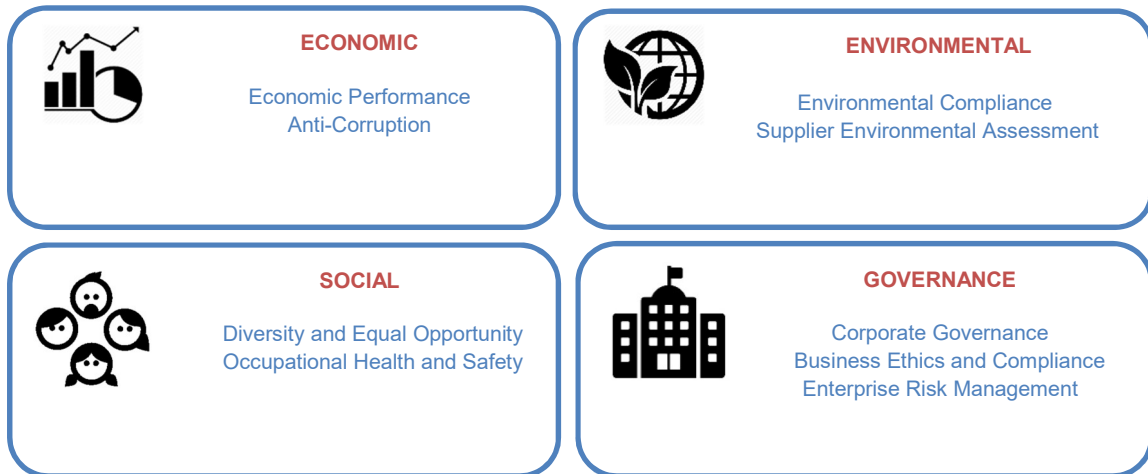 ECONOMIC
Economic Performance
Anti-Corruption
ENVIRONMENTAL
Environmental Compliance
Supplier Environmental Assessment
SOCIAL
Diversity and Equal Opportunity
Occupational Health and Safety
GOVERNANCE
Corporate Governance
Business Ethics and Compliance
Enterprise Risk Management